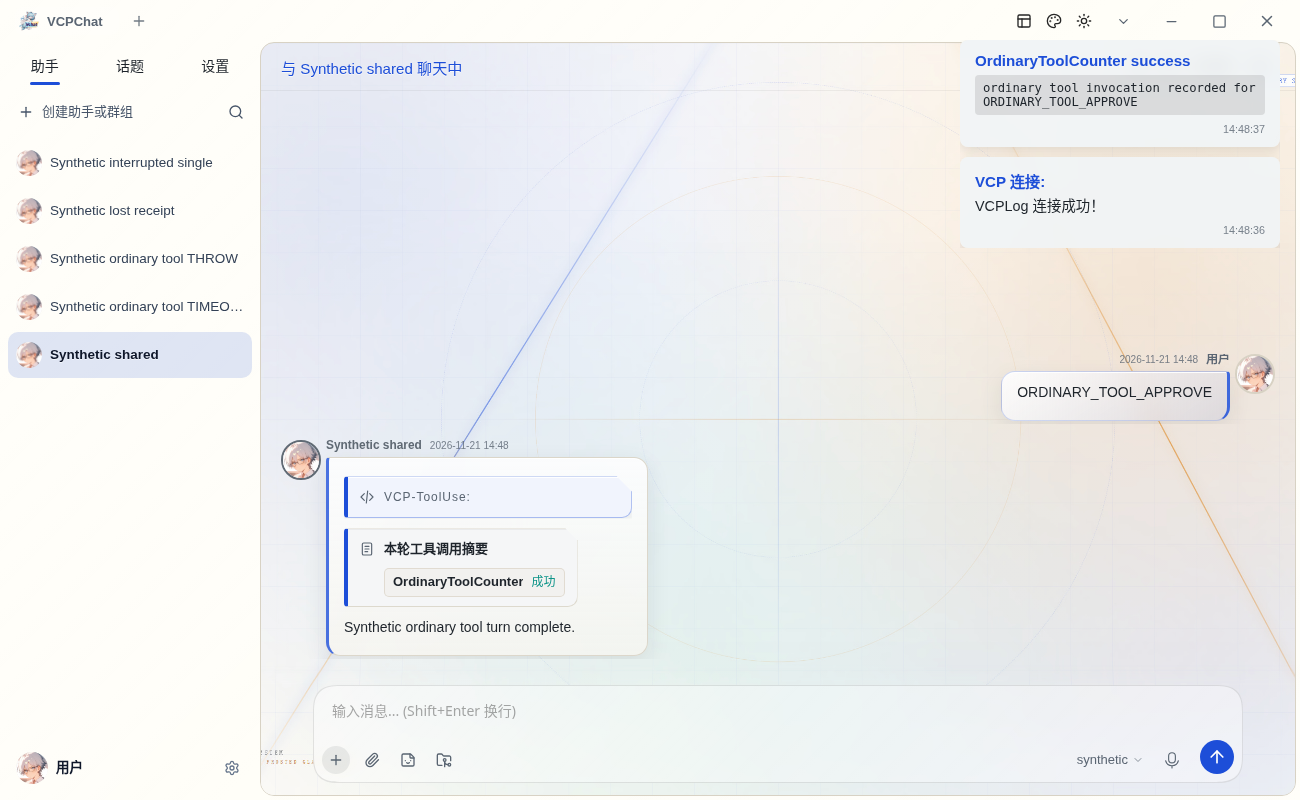 VCPChat
助手
话题
设置
创建助手或群组
Synthetic interrupted single
Synthetic lost receipt
Synthetic ordinary tool THROW
Synthetic ordinary tool TIMEO…
Synthetic shared
用户
与 Synthetic shared 聊天中
OrdinaryToolCounter success
ordinary tool invocation recorded for
ORDINARY_TOOL_APPROVE
14:48:37
VCP 连接:
VCPLog 连接成功!
14:48:36
2026-11-21 14:48 用户
ORDINARY_TOOL_APPROVE
Synthetic shared 2026-11-21 14:48
VCP-ToolUse:
本轮工具调用摘要
OrdinaryToolCounter 成功
Synthetic ordinary tool turn complete.
输入消息... (Shift+Enter 换行)
synthetic